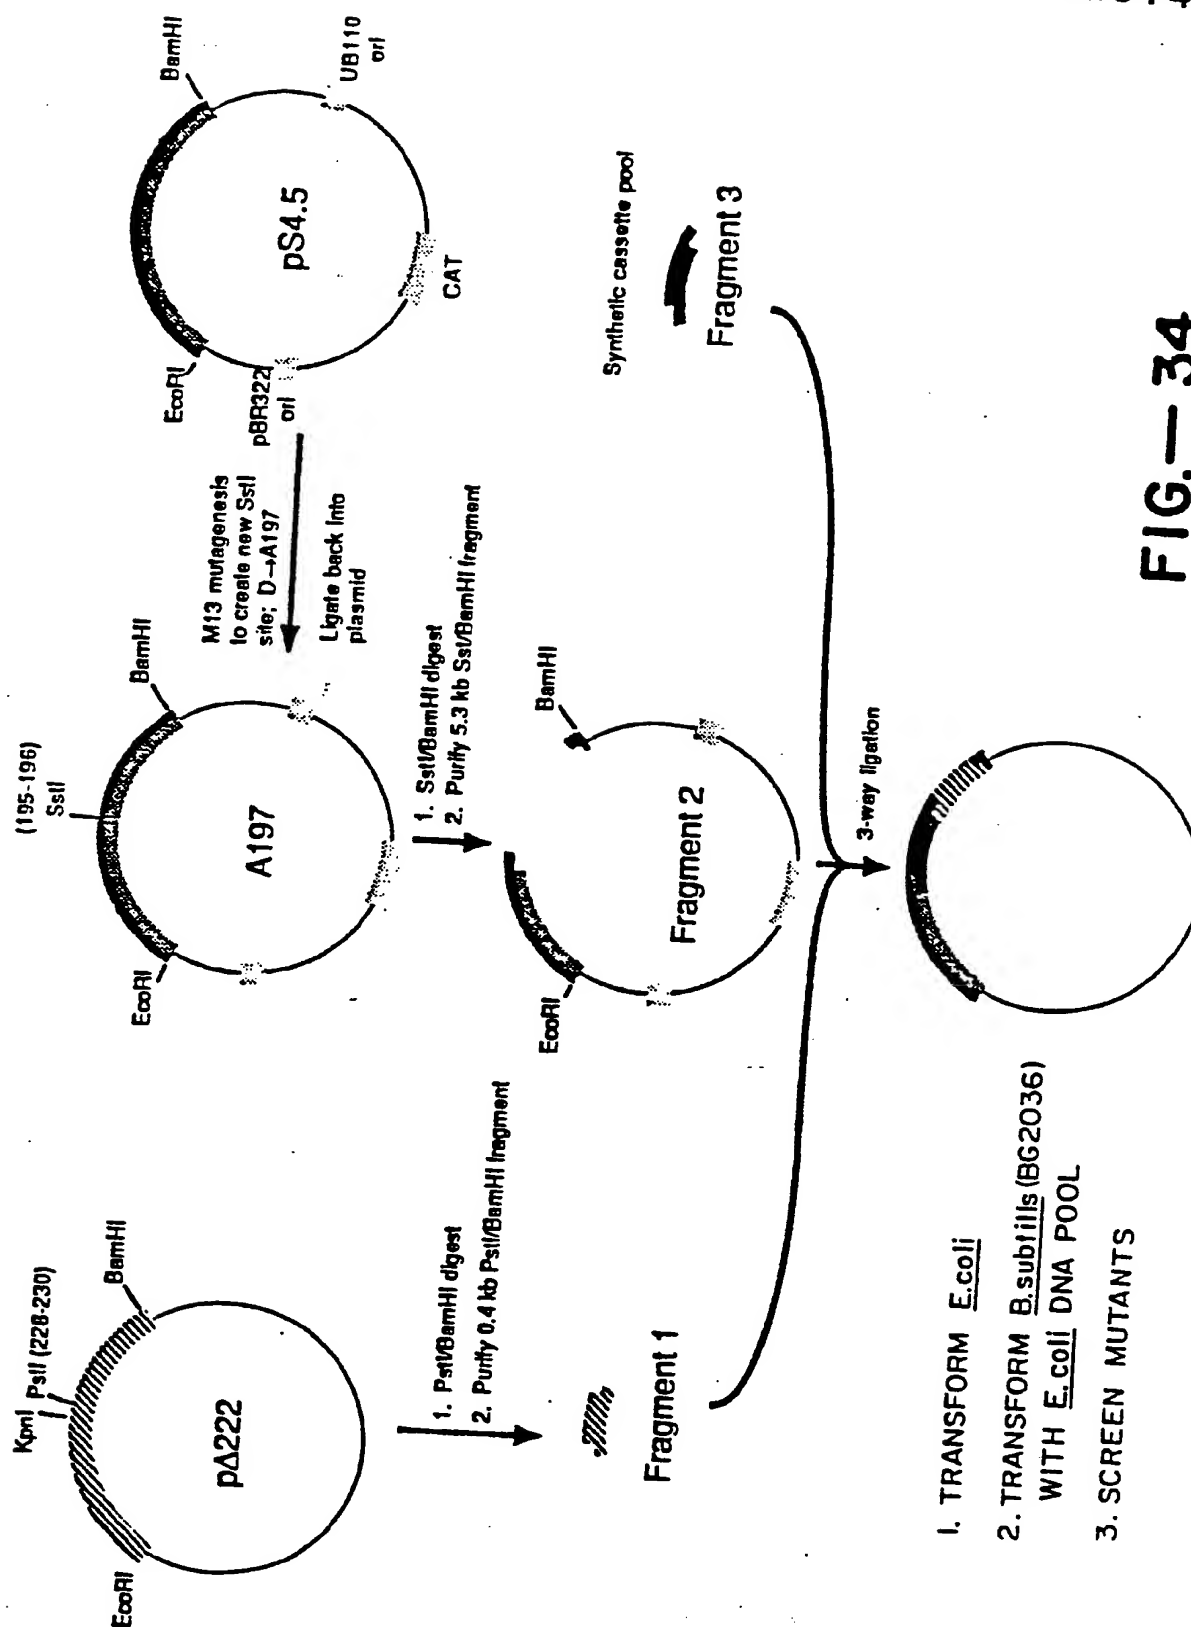 KpnI
PstI (228-230)
EcoRI
BamHI
pΔ222
1. PstI/BamHI digest
2. Purify 0.4 kb PstI/BamHI fragment
Fragment 1
(195-196)
SstI
EcoRI
BamHI
A197
M13 mutagenesis
to create new SstI
site; D→A197
Ligate back into
plasmid
EcoRI
BamHI
pS4.5
pBR322
ori
UB110
ori
CAT
1. SstI/BamHI digest
2. Purify 5.3 kb SstI/BamHI fragment
EcoRI
BamHI
Fragment 2
Synthetic cassette pool
Fragment 3
3-way ligation
1. TRANSFORM E.coli
2. TRANSFORM B.subtilis (BG2036)
WITH E.coli DNA POOL
3. SCREEN MUTANTS
FIG.—34